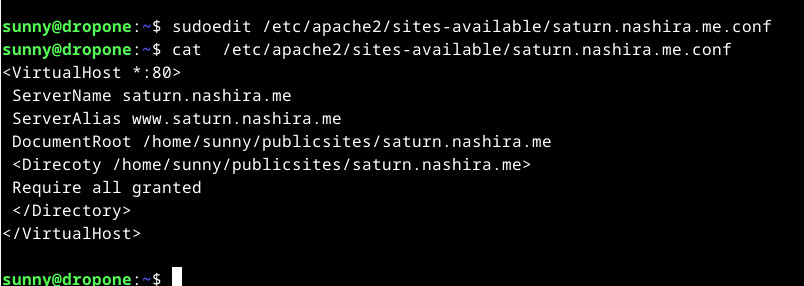 sunny@dropone:~$ sudoedit /etc/apache2/sites-available/saturn.nashira.me.conf
sunny@dropone:~$ cat  /etc/apache2/sites-available/saturn.nashira.me.conf
<VirtualHost *:80>
 ServerName saturn.nashira.me
 ServerAlias www.saturn.nashira.me
 DocumentRoot /home/sunny/publicsites/saturn.nashira.me
 <Direcoty /home/sunny/publicsites/saturn.nashira.me>
 Require all granted
 </Directory>
</VirtualHost>

sunny@dropone:~$